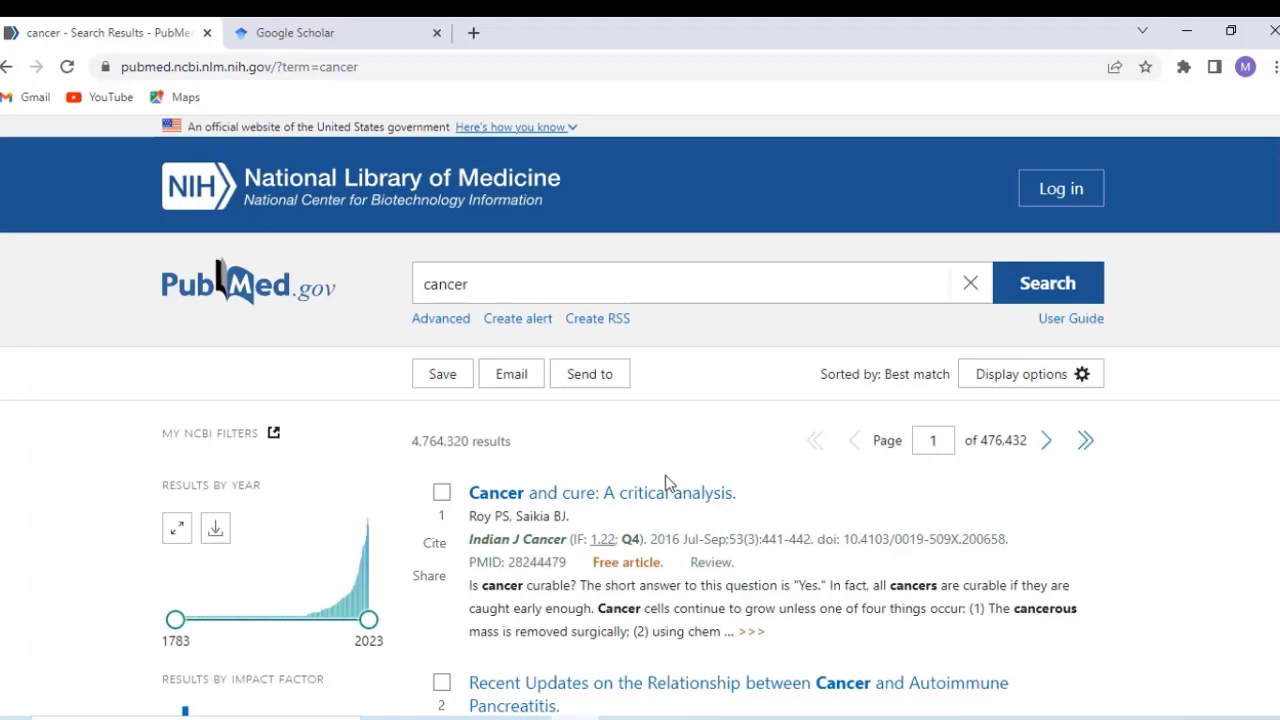 cancer - Search Results - PubMe
Google Scholar
pubmed.ncbi.nlm.nih.gov/?term=cancer
M
Gmail
YouTube
Maps
An official website of the United States government Here's how you know
NIH
National Library of Medicine
National Center for Biotechnology Information
Log in
PubMed.gov
cancer
Search
Advanced
Create alert
Create RSS
User Guide
Save
Email
Send to
Sorted by: Best match
Display options
MY NCBI FILTERS
4,764,320 results
Page 1 of 476,432
RESULTS BY YEAR
1783
2023
RESULTS BY IMPACT FACTOR
1
Cite
Share
Cancer and cure: A critical analysis.
Roy PS, Saikia BJ.
Indian J Cancer (IF: 1.22; Q4). 2016 Jul-Sep;53(3):441-442. doi: 10.4103/0019-509X.200658.
PMID: 28244479 Free article. Review.
Is cancer curable? The short answer to this question is "Yes." In fact, all cancers are curable if they are
caught early enough. Cancer cells continue to grow unless one of four things occur: (1) The cancerous
mass is removed surgically; (2) using chem ... >>>
2
Recent Updates on the Relationship between Cancer and Autoimmune
Pancreatitis.